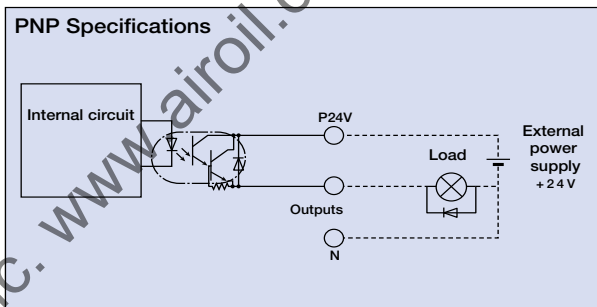 PNP Specifications
Internal circuit
P24V
Load
External
power
supply
+24V
Outputs
N
c. www.airoil.c